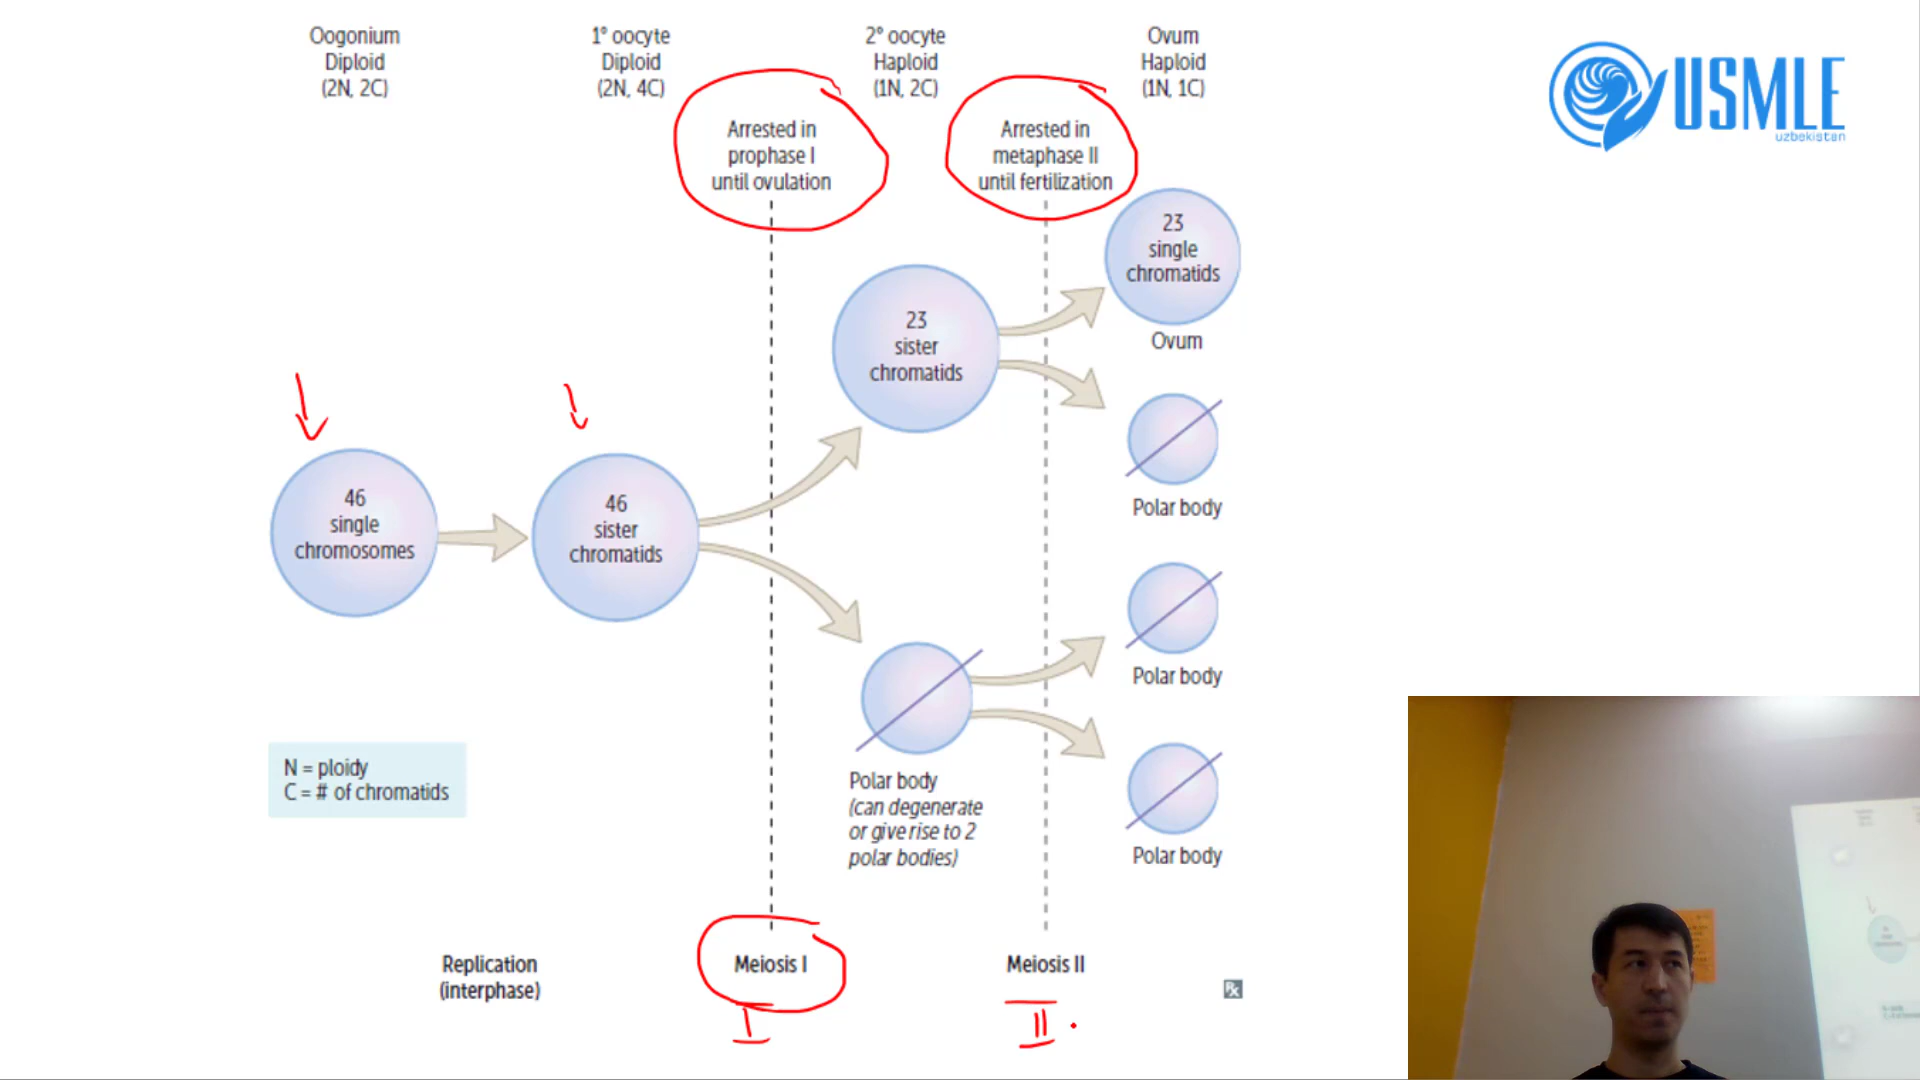 Oogonium
Diploid
(2N, 2C)
1° oocyte
Diploid
(2N, 4C)
2° oocyte
Haploid
(1N, 2C)
Ovum
Haploid
(1N, 1C)
USMLE
uzbekistan
Arrested in
prophase I
until ovulation
Arrested in
metaphase II
until fertilization
23
single
chromatids
Ovum
23
sister
chromatids
46
single
chromosomes
46
sister
chromatids
Polar body
Polar body
Polar body
(can degenerate
or give rise to 2
polar bodies)
Polar body
N = ploidy
C = # of chromatids
Replication
(interphase)
Meiosis I
Meiosis II
Rx
I
II